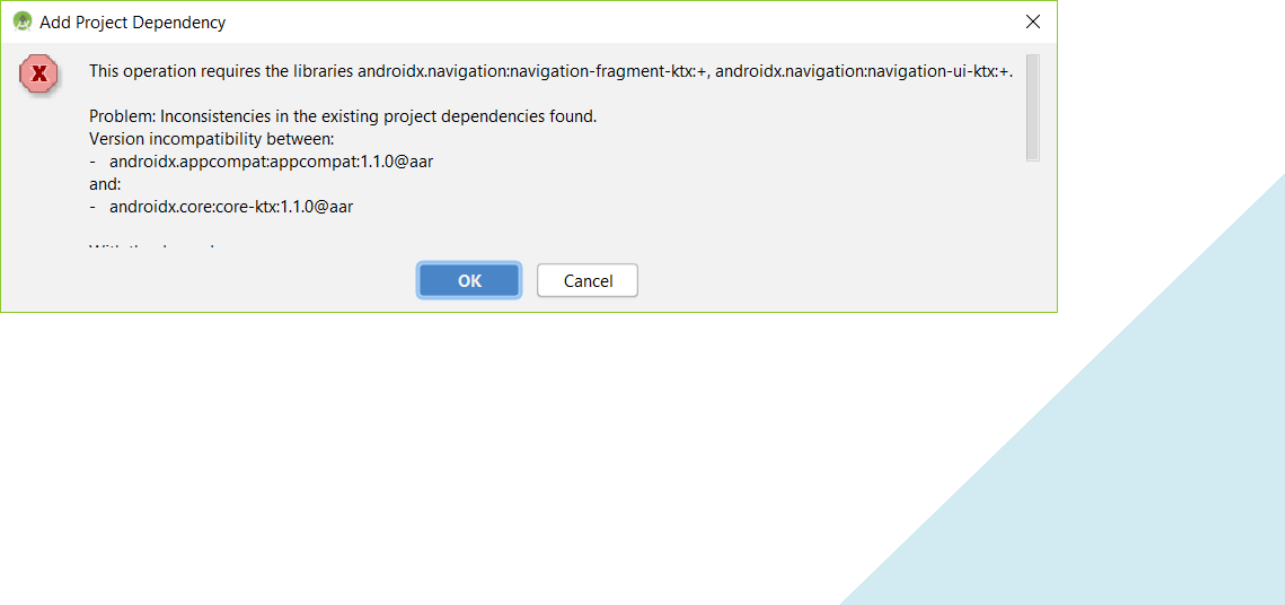 Add Project Dependency
This operation requires the libraries androidx.navigation:navigation-fragment-ktx:+, androidx.navigation:navigation-ui-ktx:+.
Problem: Inconsistencies in the existing project dependencies found.
Version incompatibility between:
- androidx.appcompat:appcompat:1.1.0@aar
and:
- androidx.core:core-ktx:1.1.0@aar
OK
Cancel